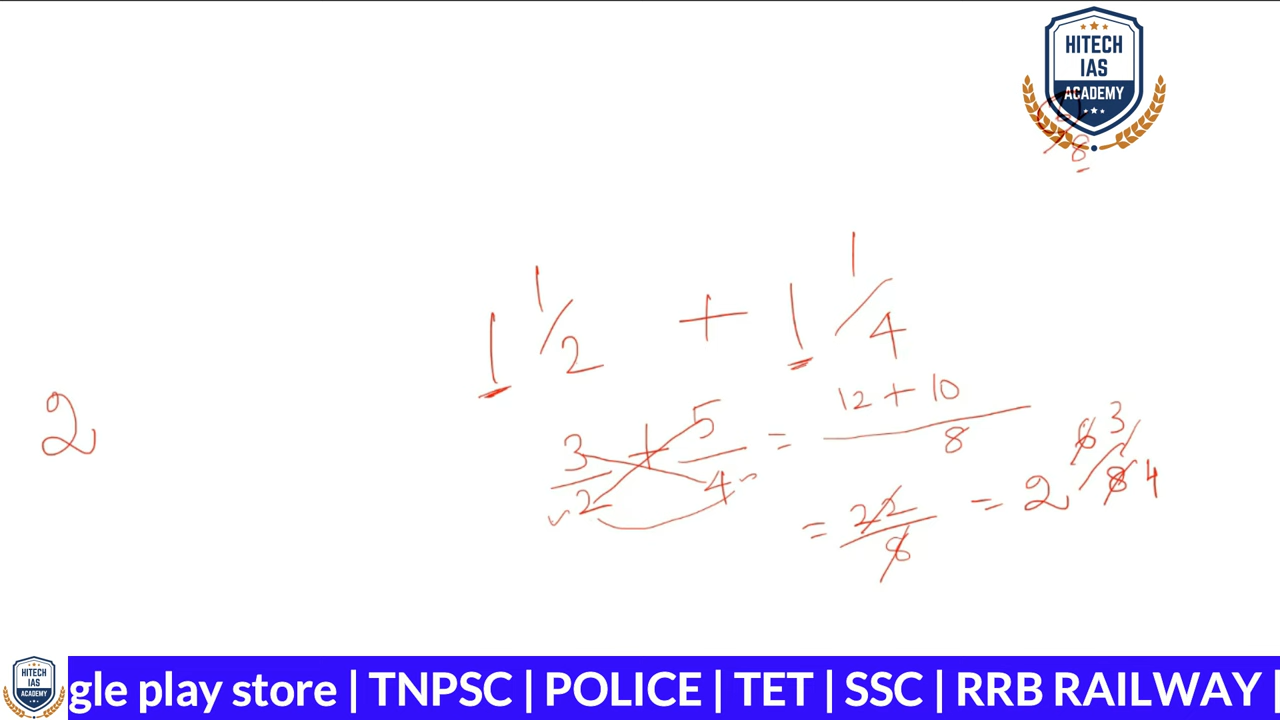 HITECH
IAS
ACADEMY
8
1 1/2 + 1 1/4
3/2 + 5/4 = 12 + 10 / 8
= 22/8 = 2 6/8 3 4
2
HITECH
IAS
ACADEMY
gle play store | TNPSC | POLICE | TET | SSC | RRB RAILWAY |